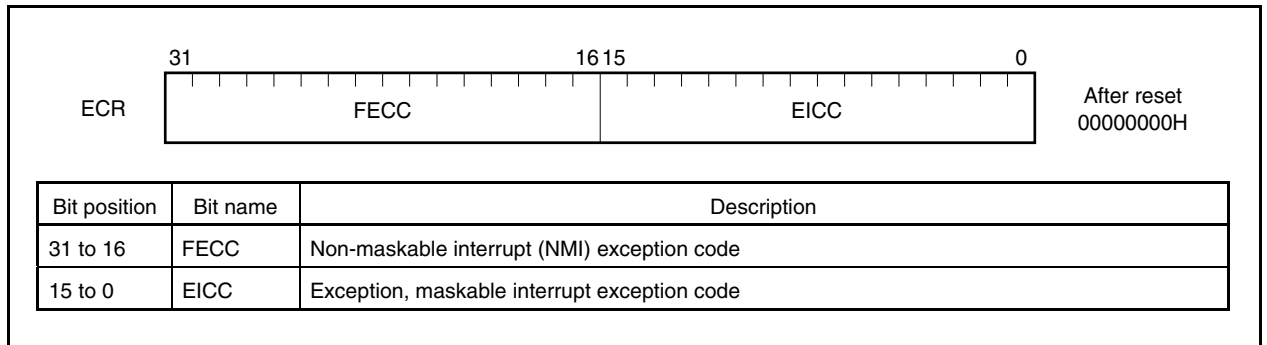 31 16 15 0
ECR FECC EICC After reset
00000000H
Bit position Bit name Description
31 to 16 FECC Non-maskable interrupt (NMI) exception code
15 to 0 EICC Exception, maskable interrupt exception code